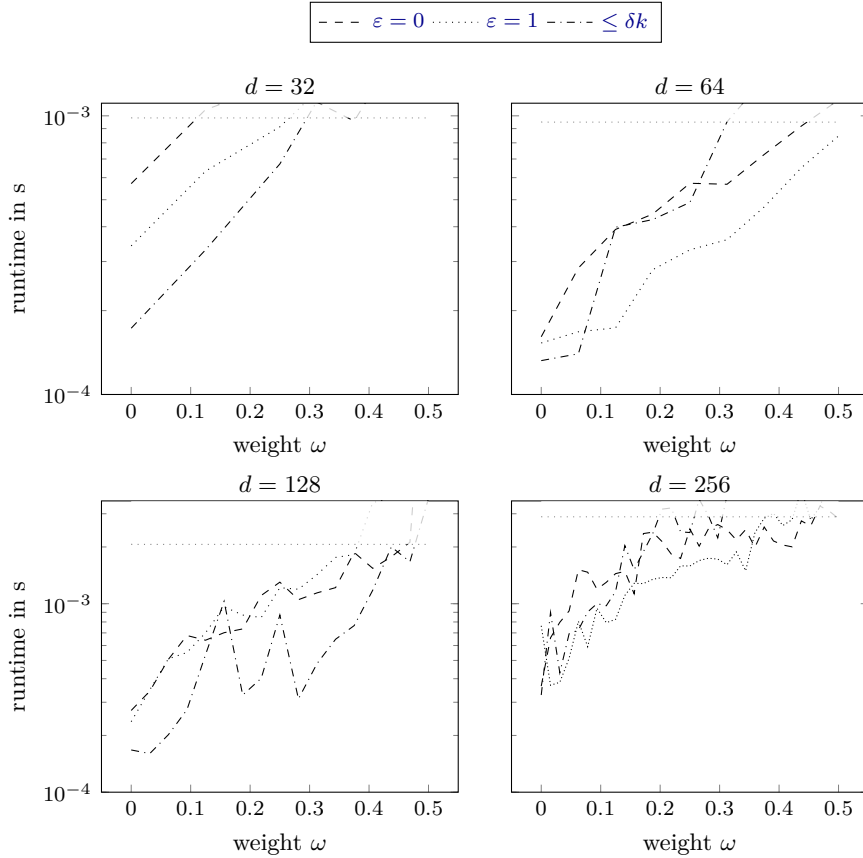 ε = 0 ε = 1 ≤ δk
d = 32
d = 64
10⁻³
10⁻⁴
runtime in s
0 0.1 0.2 0.3 0.4 0.5
0 0.1 0.2 0.3 0.4 0.5
weight ω
weight ω
d = 128
d = 256
10⁻³
10⁻⁴
runtime in s
0 0.1 0.2 0.3 0.4 0.5
0 0.1 0.2 0.3 0.4 0.5
weight ω
weight ω